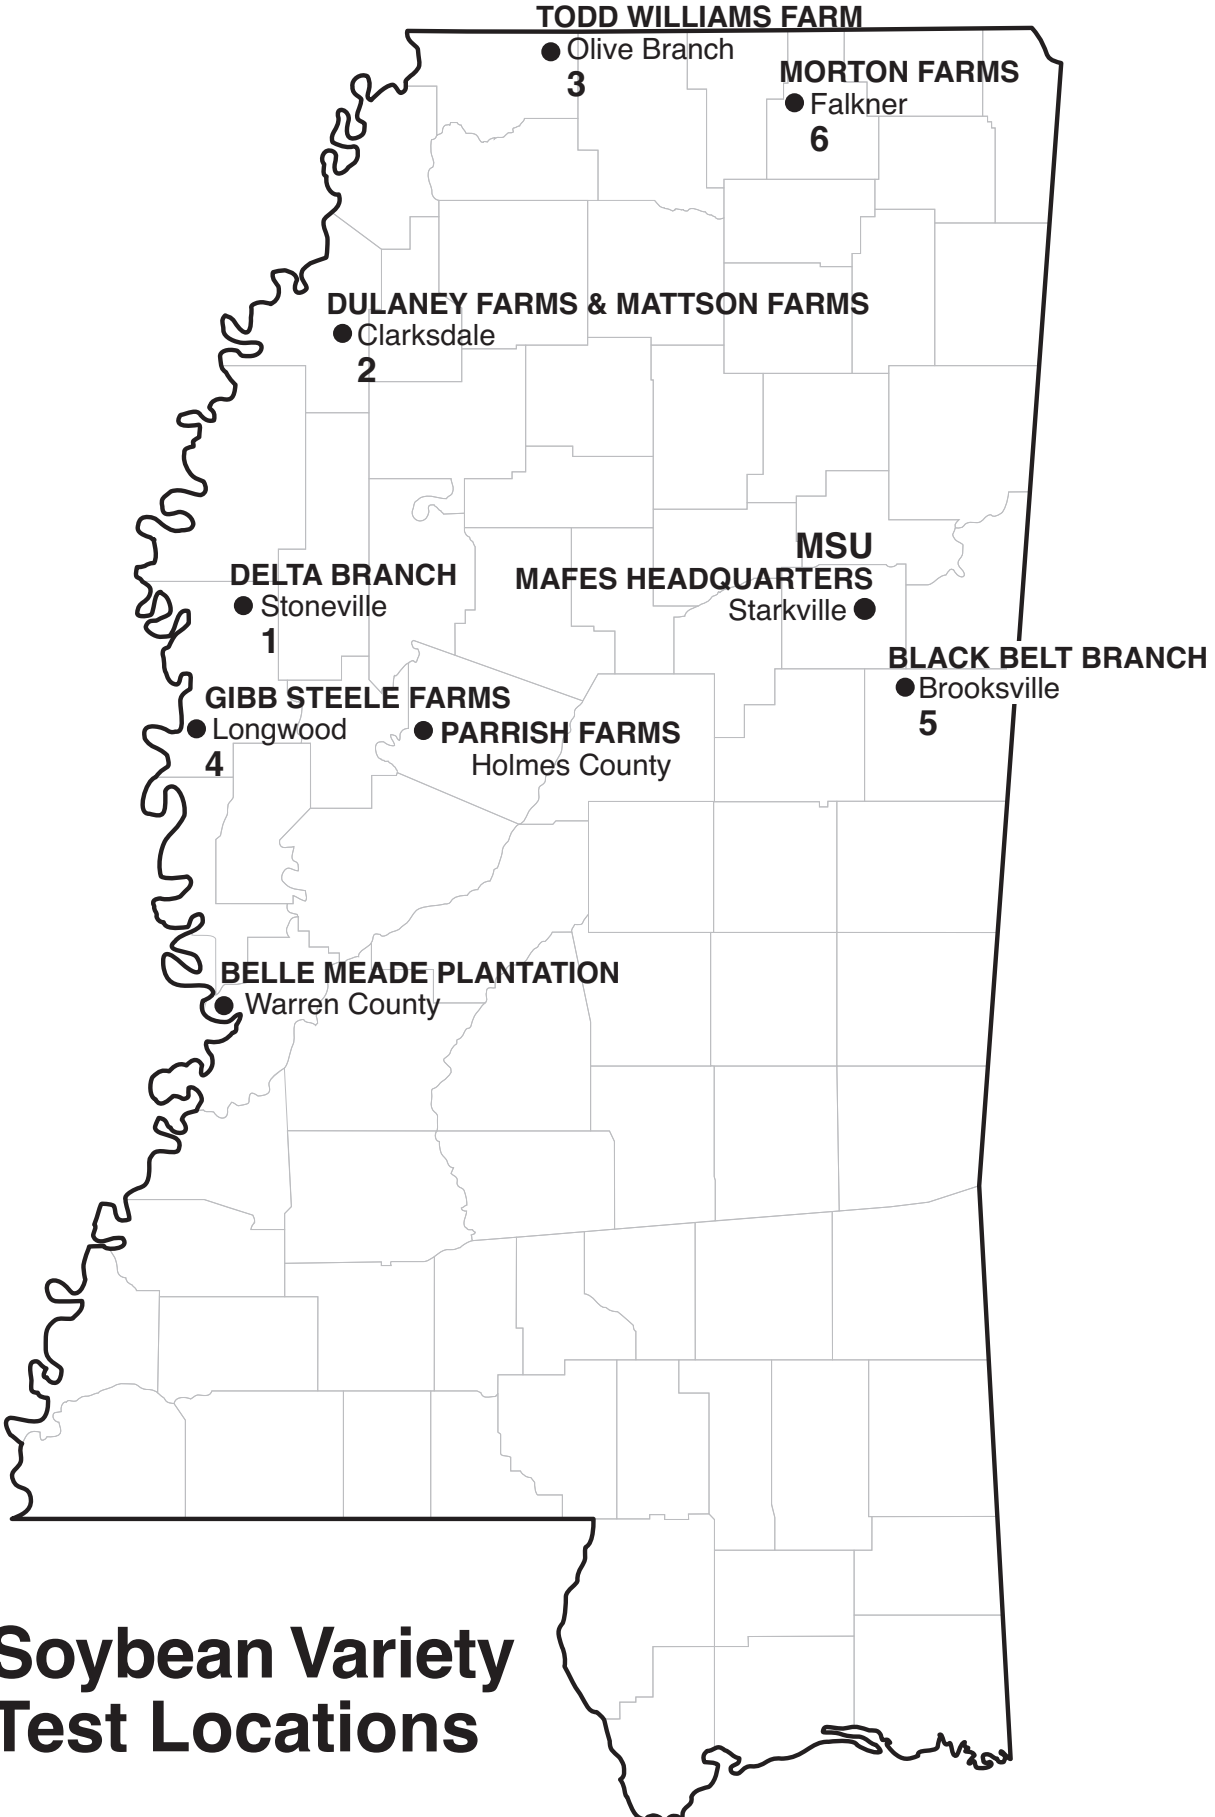 TODD WILLIAMS FARM
Olive Branch
3
MORTON FARMS
Falkner
6
DULANEY FARMS & MATTSON FARMS
Clarksdale
2
MSU
MAFES HEADQUARTERS
Starkville
DELTA BRANCH
Stoneville
1
BLACK BELT BRANCH
Brooksville
5
GIBB STEELE FARMS
Longwood
4
PARRISH FARMS
Holmes County
BELLE MEADE PLANTATION
Warren County
Soybean Variety
Test Locations